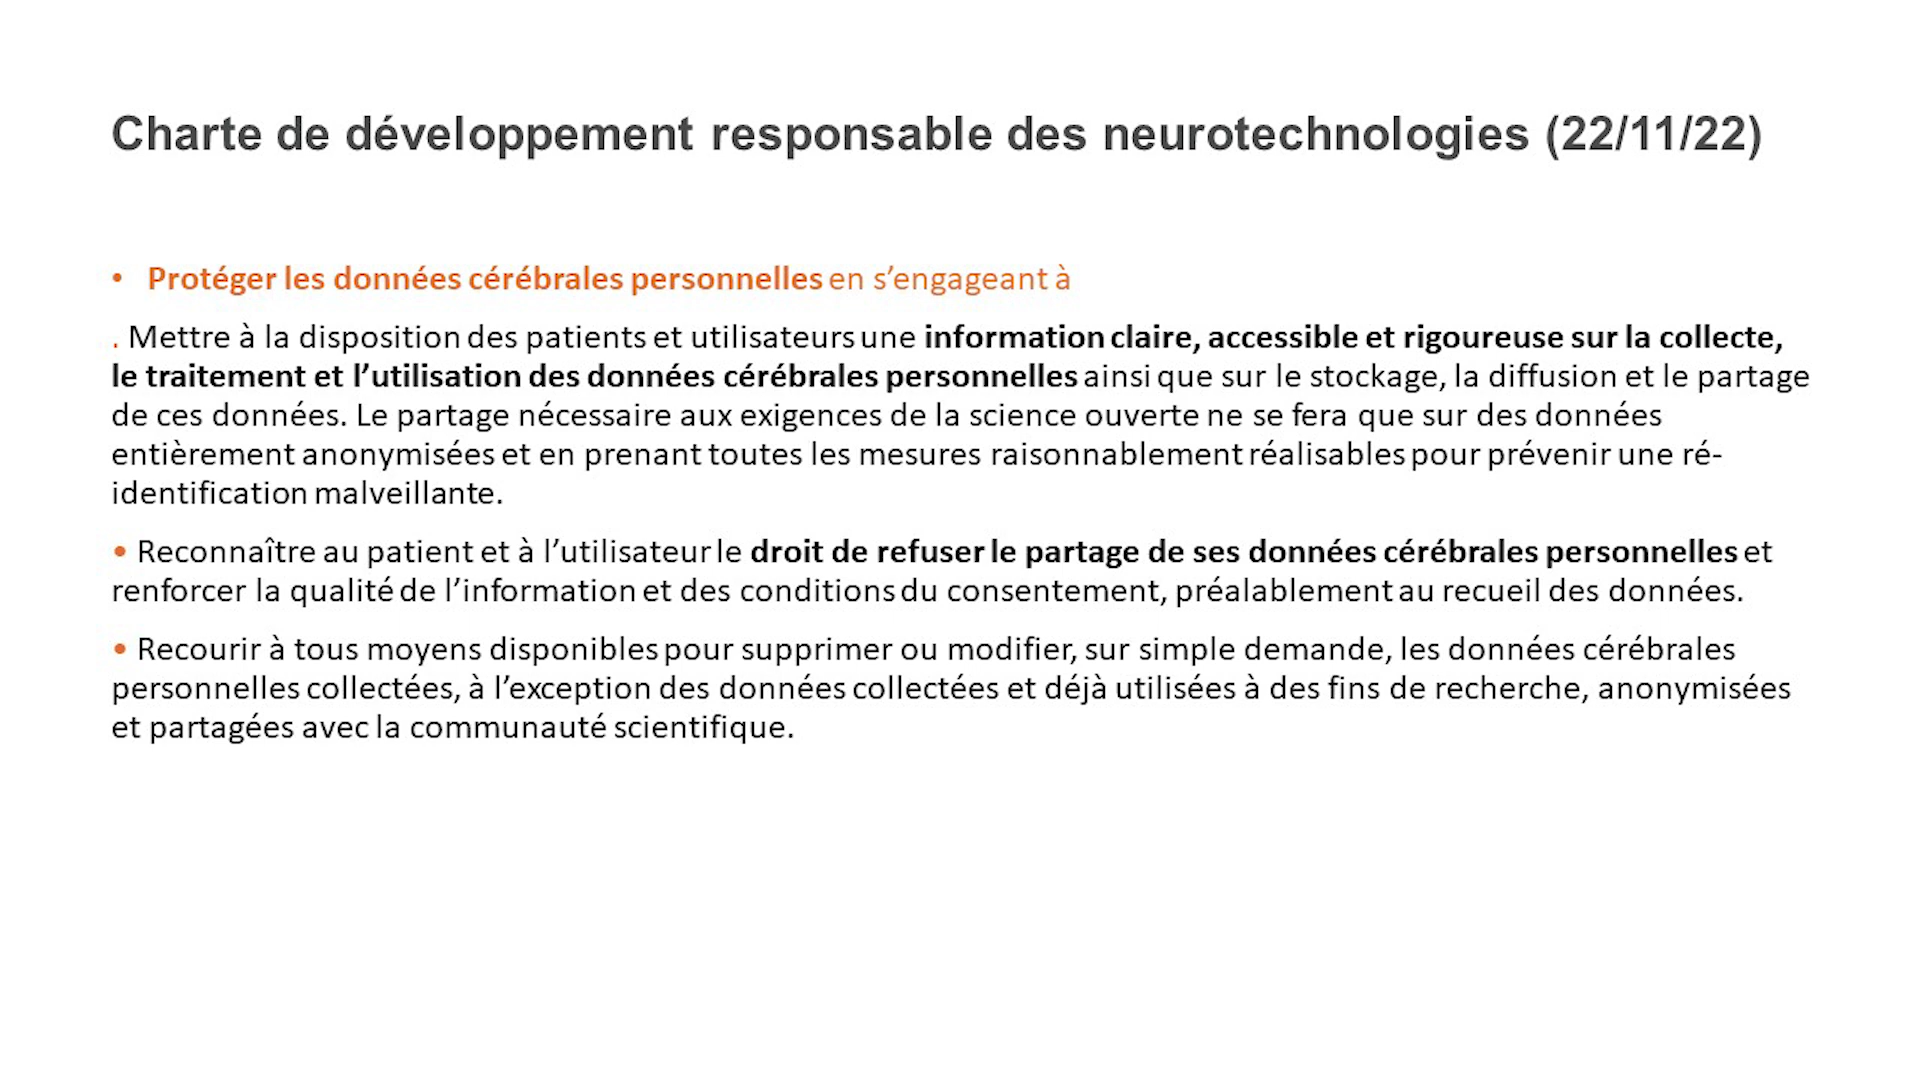 Charte de développement responsable des neurotechnologies (22/11/22)
• Protéger les données cérébrales personnelles en s’engageant à
. Mettre à la disposition des patients et utilisateurs une information claire, accessible et rigoureuse sur la collecte,
le traitement et l’utilisation des données cérébrales personnelles ainsi que sur le stockage, la diffusion et le partage
de ces données. Le partage nécessaire aux exigences de la science ouverte ne se fera que sur des données
entièrement anonymisées et en prenant toutes les mesures raisonnablement réalisables pour prévenir une ré-
identification malveillante.
• Reconnaître au patient et à l’utilisateur le droit de refuser le partage de ses données cérébrales personnelles et
renforcer la qualité de l’information et des conditions du consentement, préalablement au recueil des données.
• Recourir à tous moyens disponibles pour supprimer ou modifier, sur simple demande, les données cérébrales
personnelles collectées, à l’exception des données collectées et déjà utilisées à des fins de recherche, anonymisées
et partagées avec la communauté scientifique.